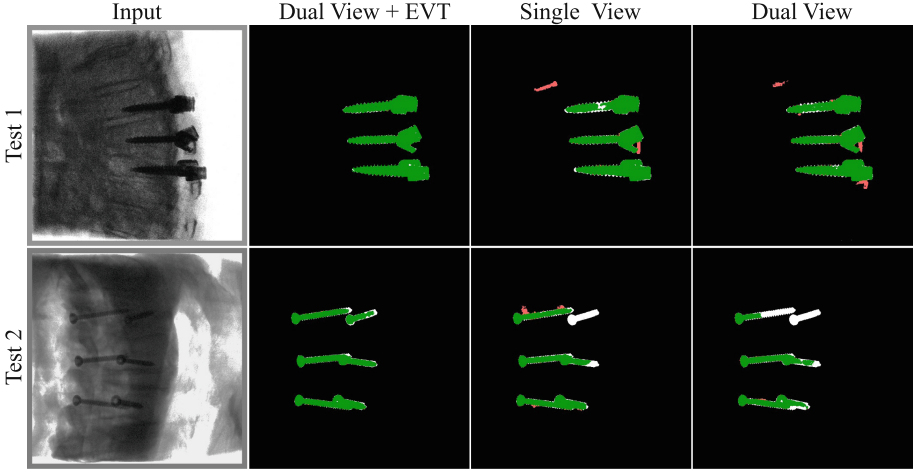 Input
Dual View + EVT
Single View
Dual View
Test 1
Test 2